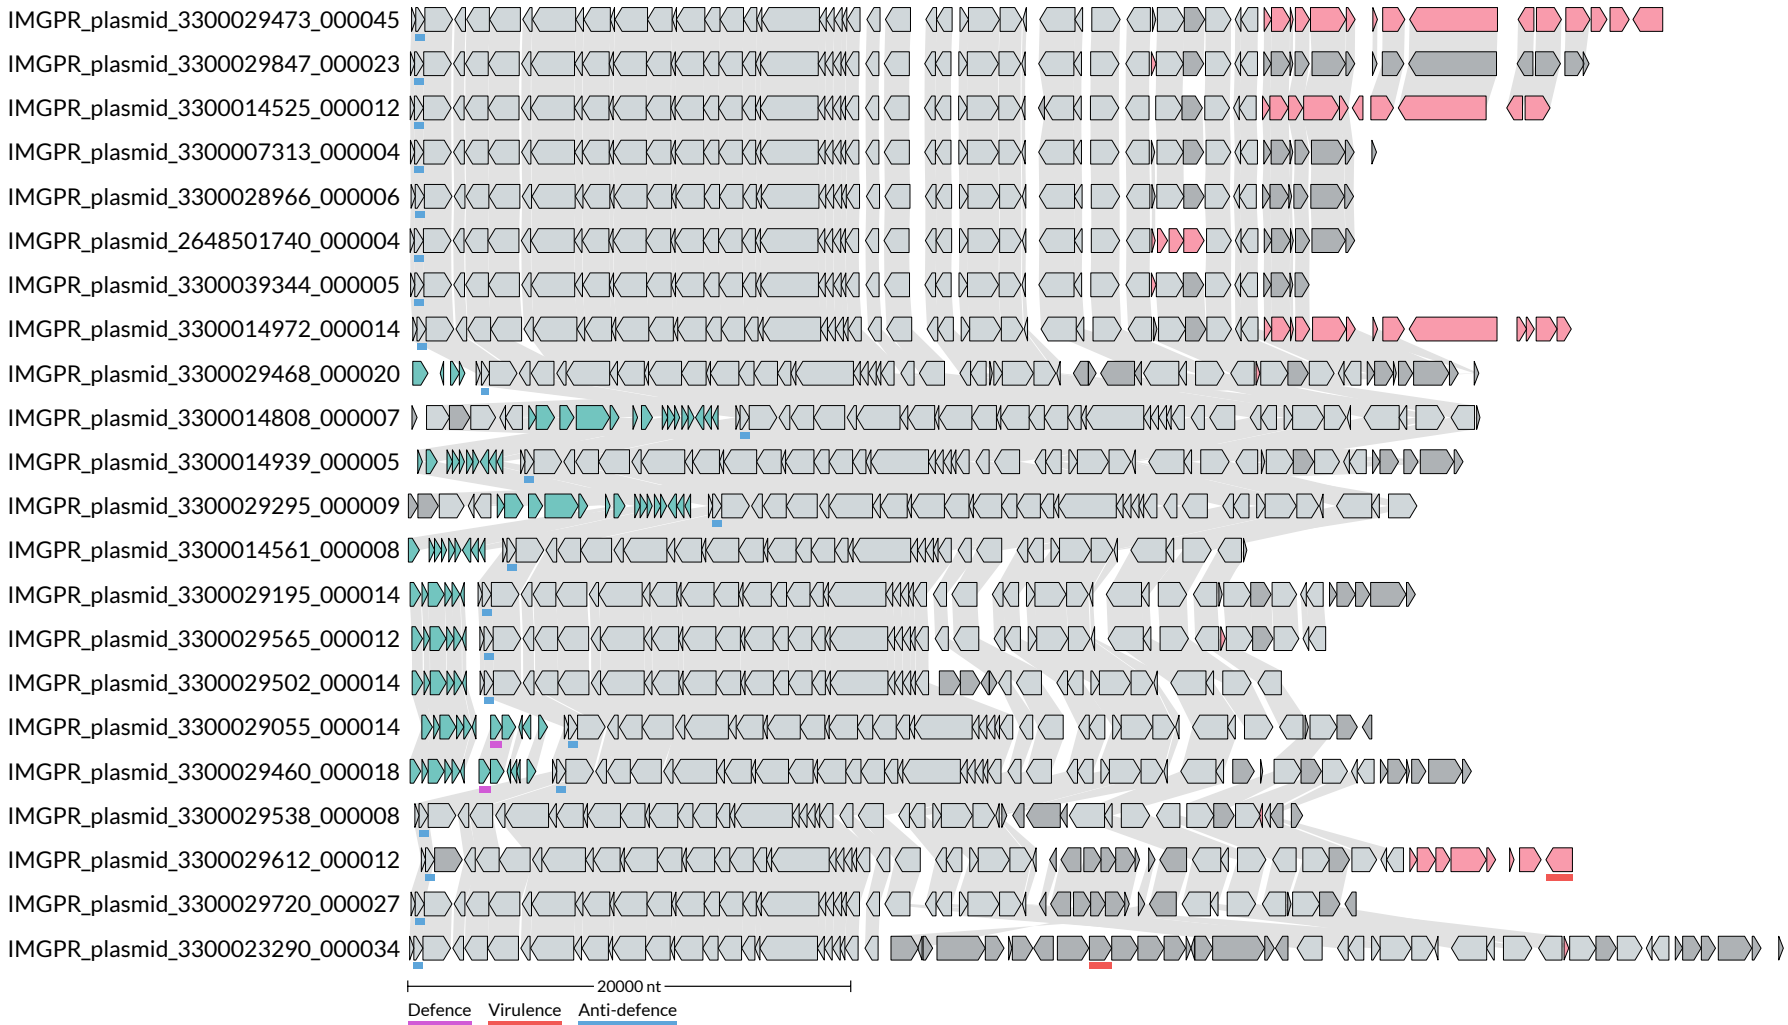 IMGPR_plasmid_3300029473_000045
IMGPR_plasmid_3300029847_000023
IMGPR_plasmid_3300014525_000012
IMGPR_plasmid_3300007313_000004
IMGPR_plasmid_3300028966_000006
IMGPR_plasmid_2648501740_000004
IMGPR_plasmid_3300039344_000005
IMGPR_plasmid_3300014972_000014
IMGPR_plasmid_3300029468_000020
IMGPR_plasmid_3300014808_000007
IMGPR_plasmid_3300014939_000005
IMGPR_plasmid_3300029295_000009
IMGPR_plasmid_3300014561_000008
IMGPR_plasmid_3300029195_000014
IMGPR_plasmid_3300029565_000012
IMGPR_plasmid_3300029502_000014
IMGPR_plasmid_3300029055_000014
IMGPR_plasmid_3300029460_000018
IMGPR_plasmid_3300029538_000008
IMGPR_plasmid_3300029612_000012
IMGPR_plasmid_3300029720_000027
IMGPR_plasmid_3300023290_000034
20000 nt
Defence Virulence Anti-defence